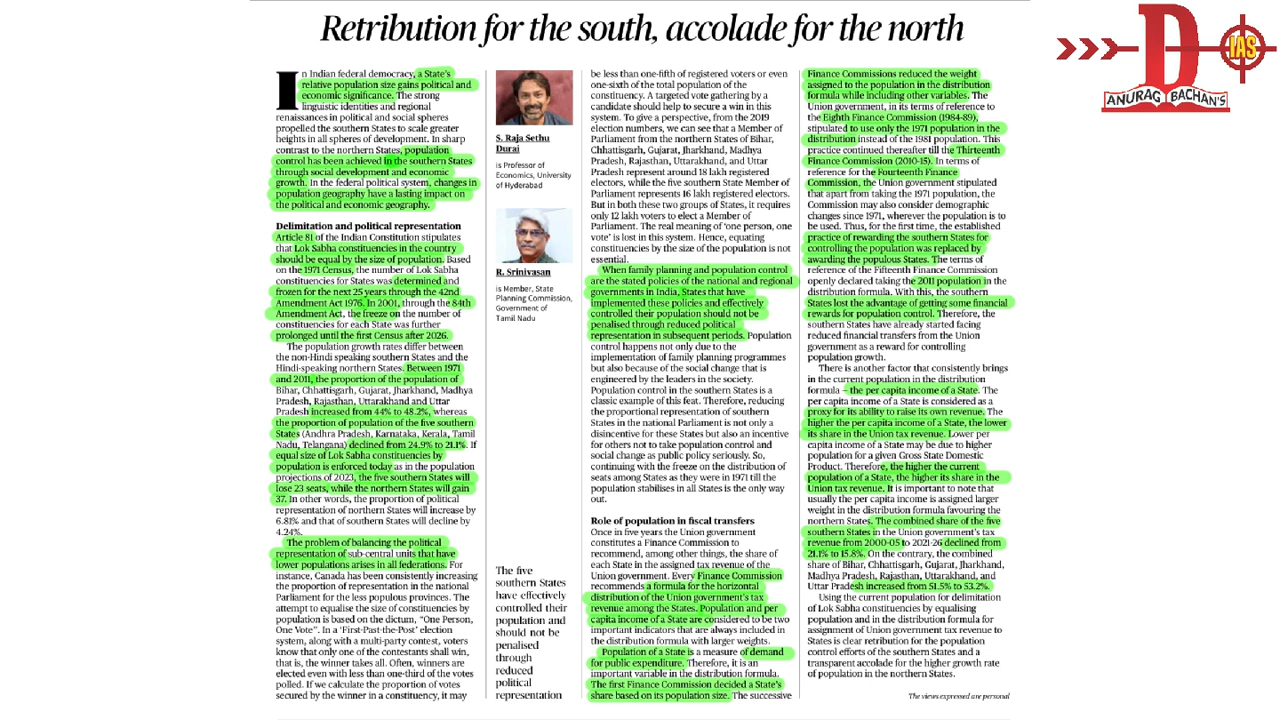 Retribution for the south, accolade for the north
In Indian federal democracy, a State's
relative population size gains political and
economic significance. The strong
linguistic identities and regional
renaissances in political and social spheres
propelled the southern States to scale greater
heights in all spheres of development. In sharp
contrast to the northern States, population
control has been achieved in the southern States
through social development and economic
growth. In the federal political system, changes in
population geography have a lasting impact on
the political and economic geography.
Delimitation and political representation
Article 81 of the Indian Constitution stipulates
that Lok Sabha constituencies in the country
should be equal by the size of population. Based
on the 1971 Census, the number of Lok Sabha
constituencies for States was determined and
frozen for the next 25 years through the 42nd
Amendment Act 1976. In 2001, through the 84th
Amendment Act, the freeze on the number of
constituencies for each State was further
prolonged until the first Census after 2026.
The population growth rates differ between
the non-Hindi speaking southern States and the
Hindi-speaking northern States. Between 1971
and 2011, the proportion of the population of
Bihar, Chhattisgarh, Gujarat, Jharkhand, Madhya
Pradesh, Rajasthan, Uttarakhand and Uttar
Pradesh increased from 44% to 48.2%, whereas
the proportion of population of the five southern
States (Andhra Pradesh, Karnataka, Kerala, Tamil
Nadu, Telangana) declined from 24.9% to 21.1%. If
equal size of Lok Sabha constituencies by
population is enforced today as in the population
projections of 2023, the five southern States will
lose 23 seats, while the northern States will gain
37. In other words, the proportion of political
representation of northern States will increase by
6.81% and that of southern States will decline by
4.24%.
The problem of balancing the political
representation of sub-central units that have
lower populations arises in all federations. For
instance, Canada has been consistently increasing
the proportion of representation in the national
Parliament for the less populous provinces. The
attempt to equalise the size of constituencies by
population is based on the dictum, "One Person,
One Vote". In a 'First-Past-the-Post' election
system, along with a multi-party contest, voters
know that only one of the contestants shall win,
that is, the winner takes all. Often, winners are
elected even with less than one-third of the votes
polled. If we calculate the proportion of votes
secured by the winner in a constituency, it may
S. Raja Sethu
Durai
is Professor of
Economics, University
of Hyderabad
R. Srinivasan
is Member, State
Planning Commission,
Government of
Tamil Nadu
The five
southern States
have effectively
controlled their
population and
should not be
penalised
through
reduced
political
representation
be less than one-fifth of registered voters or even
one-sixth of the total population of the
constituency. A targeted vote gathering by a
candidate should help to secure a win in this
system. To give a perspective, from the 2019
election numbers, we can see that a Member of
Parliament from the northern States of Bihar,
Chhattisgarh, Gujarat, Jharkhand, Madhya
Pradesh, Rajasthan, Uttarakhand, and Uttar
Pradesh represent around 18 lakh registered
electors, while the five southern State Member of
Parliament represents 16 lakh registered electors.
But in both these two groups of States, it requires
only 12 lakh voters to elect a Member of
Parliament. The real meaning of 'one person, one
vote' is lost in this system. Hence, equating
constituencies by the size of the population is not
essential.
When family planning and population control
are the stated policies of the national and regional
governments in India, States that have
implemented these policies and effectively
controlled their population should not be
penalised through reduced political
representation in subsequent periods. Population
control happens not only due to the
implementation of family planning programmes
but also because of the social change that is
engineered by the leaders in the society.
Population control in the southern States is a
classic example of this feat. Therefore, reducing
the proportional representation of southern
States in the national Parliament is not only a
disincentive for these States but also an incentive
for others not to take population control and
social change as public policy seriously. So,
continuing with the freeze on the distribution of
seats among States as they were in 1971 till the
population stabilises in all States is the only way
out.
Role of population in fiscal transfers
Once in five years the Union government
constitutes a Finance Commission to
recommend, among other things, the share of
each State in the assigned tax revenue of the
Union government. Every Finance Commission
recommends a formula for the horizontal
distribution of the Union government's tax
revenue among the States. Population and per
capita income of a State are considered to be two
important indicators that are always included in
the distribution formula with larger weights.
Population of a State is a measure of demand
for public expenditure. Therefore, it is an
important variable in the distribution formula.
The first Finance Commission decided a State's
share based on its population size. The successive
Finance Commissions reduced the weight
assigned to the population in the distribution
formula while including other variables. The
Union government, in its terms of reference to
the Eighth Finance Commission (1984-89),
stipulated to use only the 1971 population in the
distribution instead of the 1981 population. This
practice continued thereafter till the Thirteenth
Finance Commission (2010-15). In terms of
reference for the Fourteenth Finance
Commission, the Union government stipulated
that apart from taking the 1971 population, the
Commission may also consider demographic
changes since 1971, wherever the population is to
be used. Thus, for the first time, the established
practice of rewarding the southern States for
controlling the population was replaced by
awarding the populous States. The terms of
reference of the Fifteenth Finance Commission
openly declared taking the 2011 population in the
distribution formula. With this, the southern
States lost the advantage of getting some financial
rewards for population control. Therefore, the
southern States have already started facing
reduced financial transfers from the Union
government as a reward for controlling
population growth.
There is another factor that consistently brings
in the current population in the distribution
formula – the per capita income of a State. The
per capita income of a State is considered as a
proxy for its ability to raise its own revenue. The
higher the per capita income of a State, the lower
its share in the Union tax revenue. Lower per
capita income of a State may be due to higher
population for a given Gross State Domestic
Product. Therefore, the higher the current
population of a State, the higher its share in the
Union tax revenue. It is important to note that
usually the per capita income is assigned larger
weight in the distribution formula favouring the
northern States. The combined share of the five
southern States in the Union government's tax
revenue from 2000-05 to 2021-26 declined from
21.1% to 15.8%. On the contrary, the combined
share of Bihar, Chhattisgarh, Gujarat, Jharkhand,
Madhya Pradesh, Rajasthan, Uttarakhand, and
Uttar Pradesh increased from 51.5% to 53.2%.
Using the current population for delimitation
of Lok Sabha constituencies by equalising
population and in the distribution formula for
assignment of Union government tax revenue to
States is clear retribution for the population
control efforts of the southern States and a
transparent accolade for the higher growth rate
of population in the northern States.
The views expressed are personal
D
IAS
ANURAG BACHAN'S